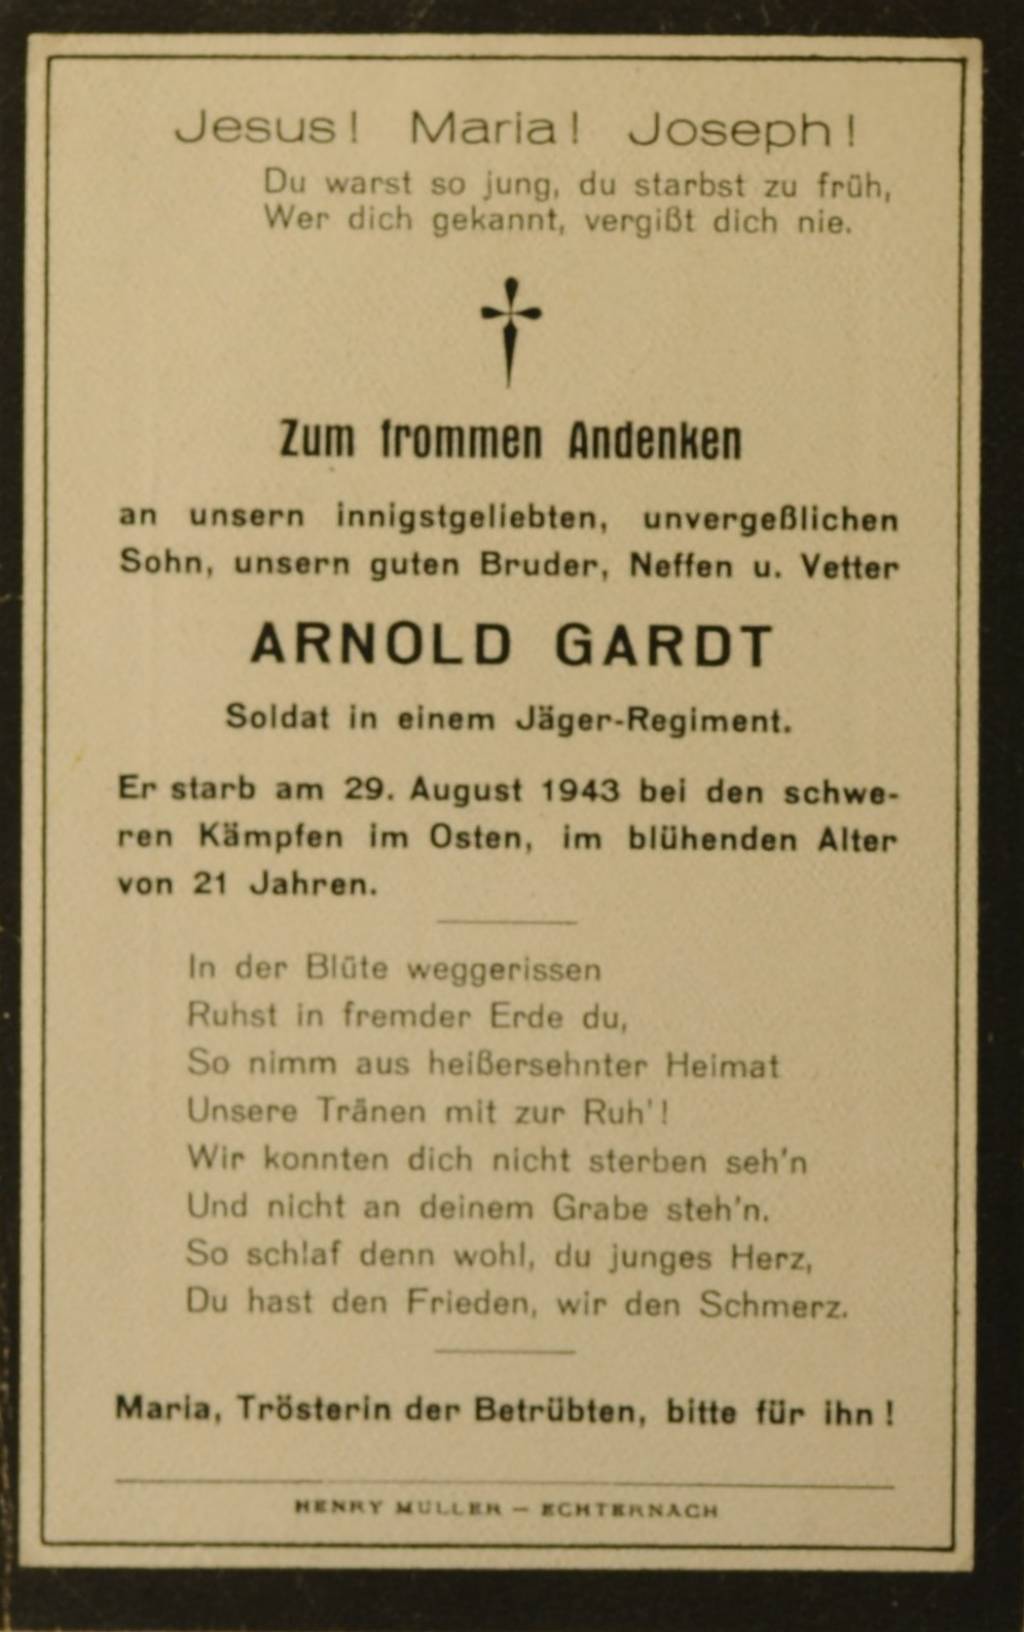 Jesus! Maria! Joseph!
Du warst so jung, du starbst zu früh,
Wer dich gekannt, vergißt dich nie.
Zum frommen Andenken
an unsern innigstgeliebten, unvergeßlichen
Sohn, unsern guten Bruder, Neffen u. Vetter
ARNOLD GARDT
Soldat in einem Jäger-Regiment.
Er starb am 29. August 1943 bei den schwe-
ren Kämpfen im Osten, im blühenden Alter
von 21 Jahren.
In der Blüte weggerissen
Ruhst in fremder Erde du,
So nimm aus heißersehnter Heimat
Unsere Tränen mit zur Ruh'!
Wir konnten dich nicht sterben seh'n
Und nicht an deinem Grabe steh'n.
So schlaf denn wohl, du junges Herz,
Du hast den Frieden, wir den Schmerz.
Maria, Trösterin der Betrübten, bitte für ihn!
HENRY MULLER — ECHTERNACH